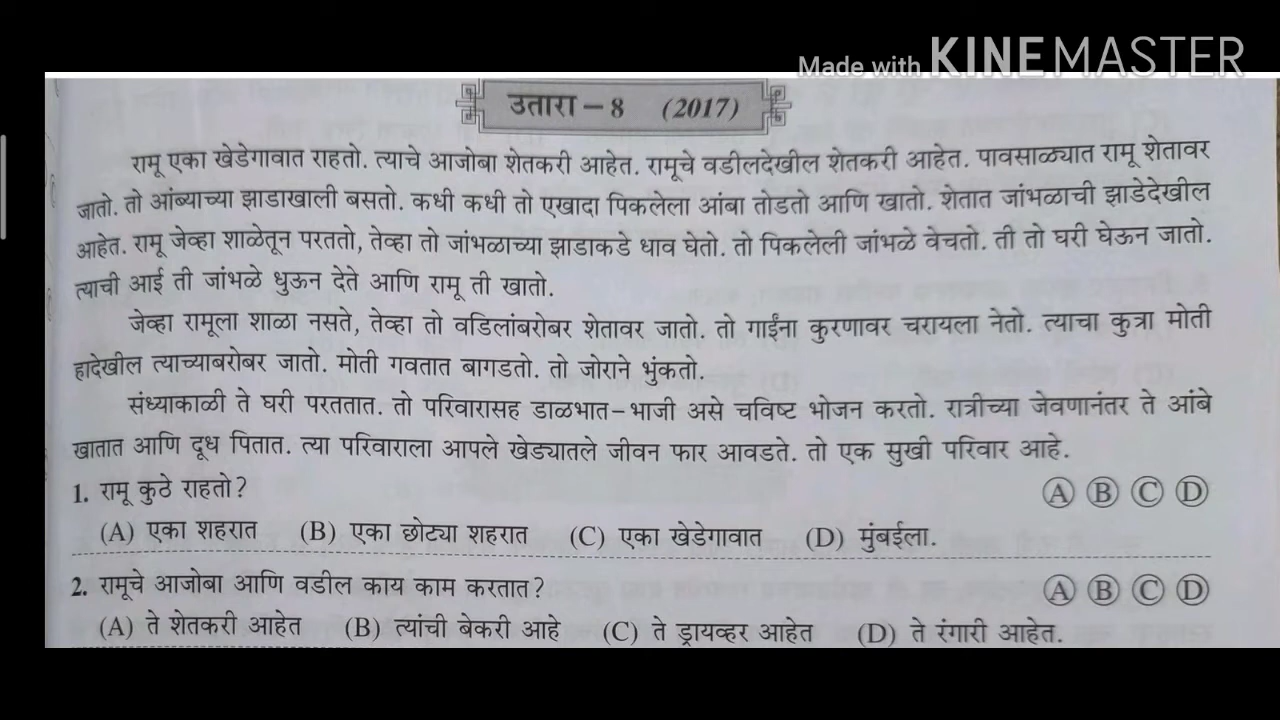 Made with KINEMASTER
उतारा – 8 (2017)
रामू एका खेडेगावात राहतो. त्याचे आजोबा शेतकरी आहेत. रामूचे वडीलदेखील शेतकरी आहेत. पावसाळ्यात रामू शेतावर
जातो. तो आंब्याच्या झाडाखाली बसतो. कधी कधी तो एखादा पिकलेला आंबा तोडतो आणि खातो. शेतात जांभळाची झाडेदेखील
आहेत. रामू जेव्हा शाळेतून परततो, तेव्हा तो जांभळाच्या झाडाकडे धाव घेतो. तो पिकलेली जांभळे वेचतो. ती तो घरी घेऊन जातो.
त्याची आई ती जांभळे धुऊन देते आणि रामू ती खातो.
जेव्हा रामूला शाळा नसते, तेव्हा तो वडिलांबरोबर शेतावर जातो. तो गाईंना कुरणावर चरायला नेतो. त्याचा कुत्रा मोती
हादेखील त्याच्याबरोबर जातो. मोती गवतात बागडतो. तो जोराने भुंकतो.
संध्याकाळी ते घरी परततात. तो परिवारासह डाळभात–भाजी असे चविष्ट भोजन करतो. रात्रीच्या जेवणानंतर ते आंबे
खातात आणि दूध पितात. त्या परिवाराला आपले खेड्यातले जीवन फार आवडते. तो एक सुखी परिवार आहे.
1. रामू कुठे राहतो? Ⓐ Ⓑ Ⓒ Ⓓ
(A) एका शहरात (B) एका छोट्या शहरात (C) एका खेडेगावात (D) मुंबईला.
2. रामूचे आजोबा आणि वडील काय काम करतात? Ⓐ Ⓑ Ⓒ Ⓓ
(A) ते शेतकरी आहेत (B) त्यांची बेकरी आहे (C) ते ड्रायव्हर आहेत (D) ते रंगारी आहेत.